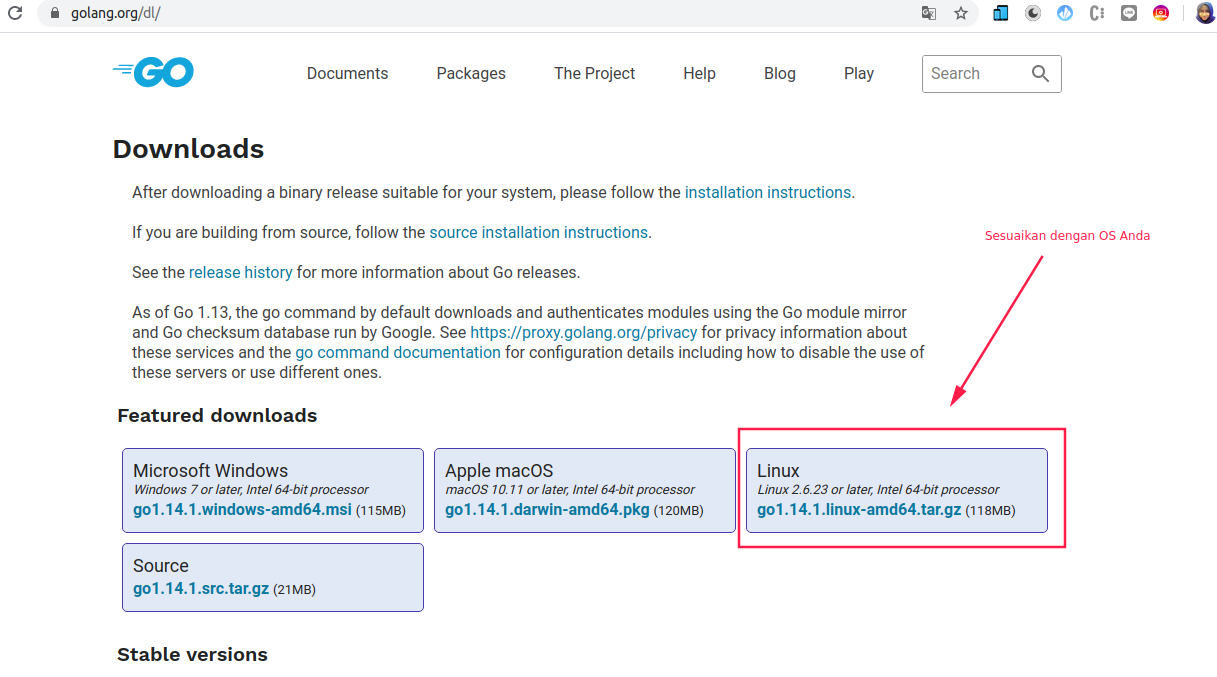 golang.org/dl/
GO
Documents
Packages
The Project
Help
Blog
Play
Search
Downloads
After downloading a binary release suitable for your system, please follow the installation instructions.
If you are building from source, follow the source installation instructions.
Sesuaikan dengan OS Anda
See the release history for more information about Go releases.
As of Go 1.13, the go command by default downloads and authenticates modules using the Go module mirror
and Go checksum database run by Google. See https://proxy.golang.org/privacy for privacy information about
these services and the go command documentation for configuration details including how to disable the use of
these servers or use different ones.
Featured downloads
Microsoft Windows
Windows 7 or later, Intel 64-bit processor
go1.14.1.windows-amd64.msi (115MB)
Apple macOS
macOS 10.11 or later, Intel 64-bit processor
go1.14.1.darwin-amd64.pkg (120MB)
Linux
Linux 2.6.23 or later, Intel 64-bit processor
go1.14.1.linux-amd64.tar.gz (118MB)
Source
go1.14.1.src.tar.gz (21MB)
Stable versions